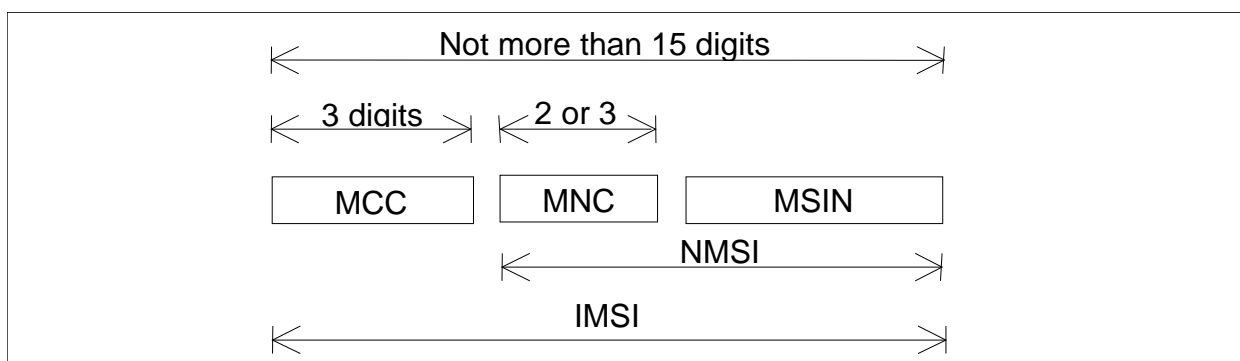 Not more than 15 digits
3 digits
2 or 3
MCC
MNC
MSIN
NMSI
IMSI